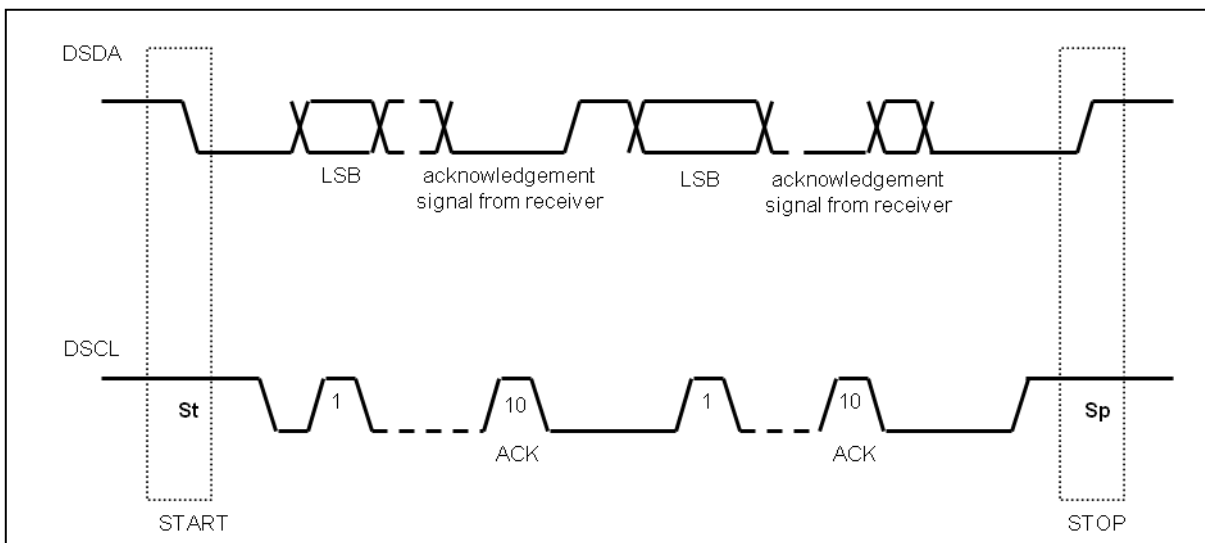 DSDA
LSB
acknowledgement
signal from receiver
LSB
acknowledgement
signal from receiver
DSCL
St
1
10
1
10
Sp
ACK
ACK
START
STOP